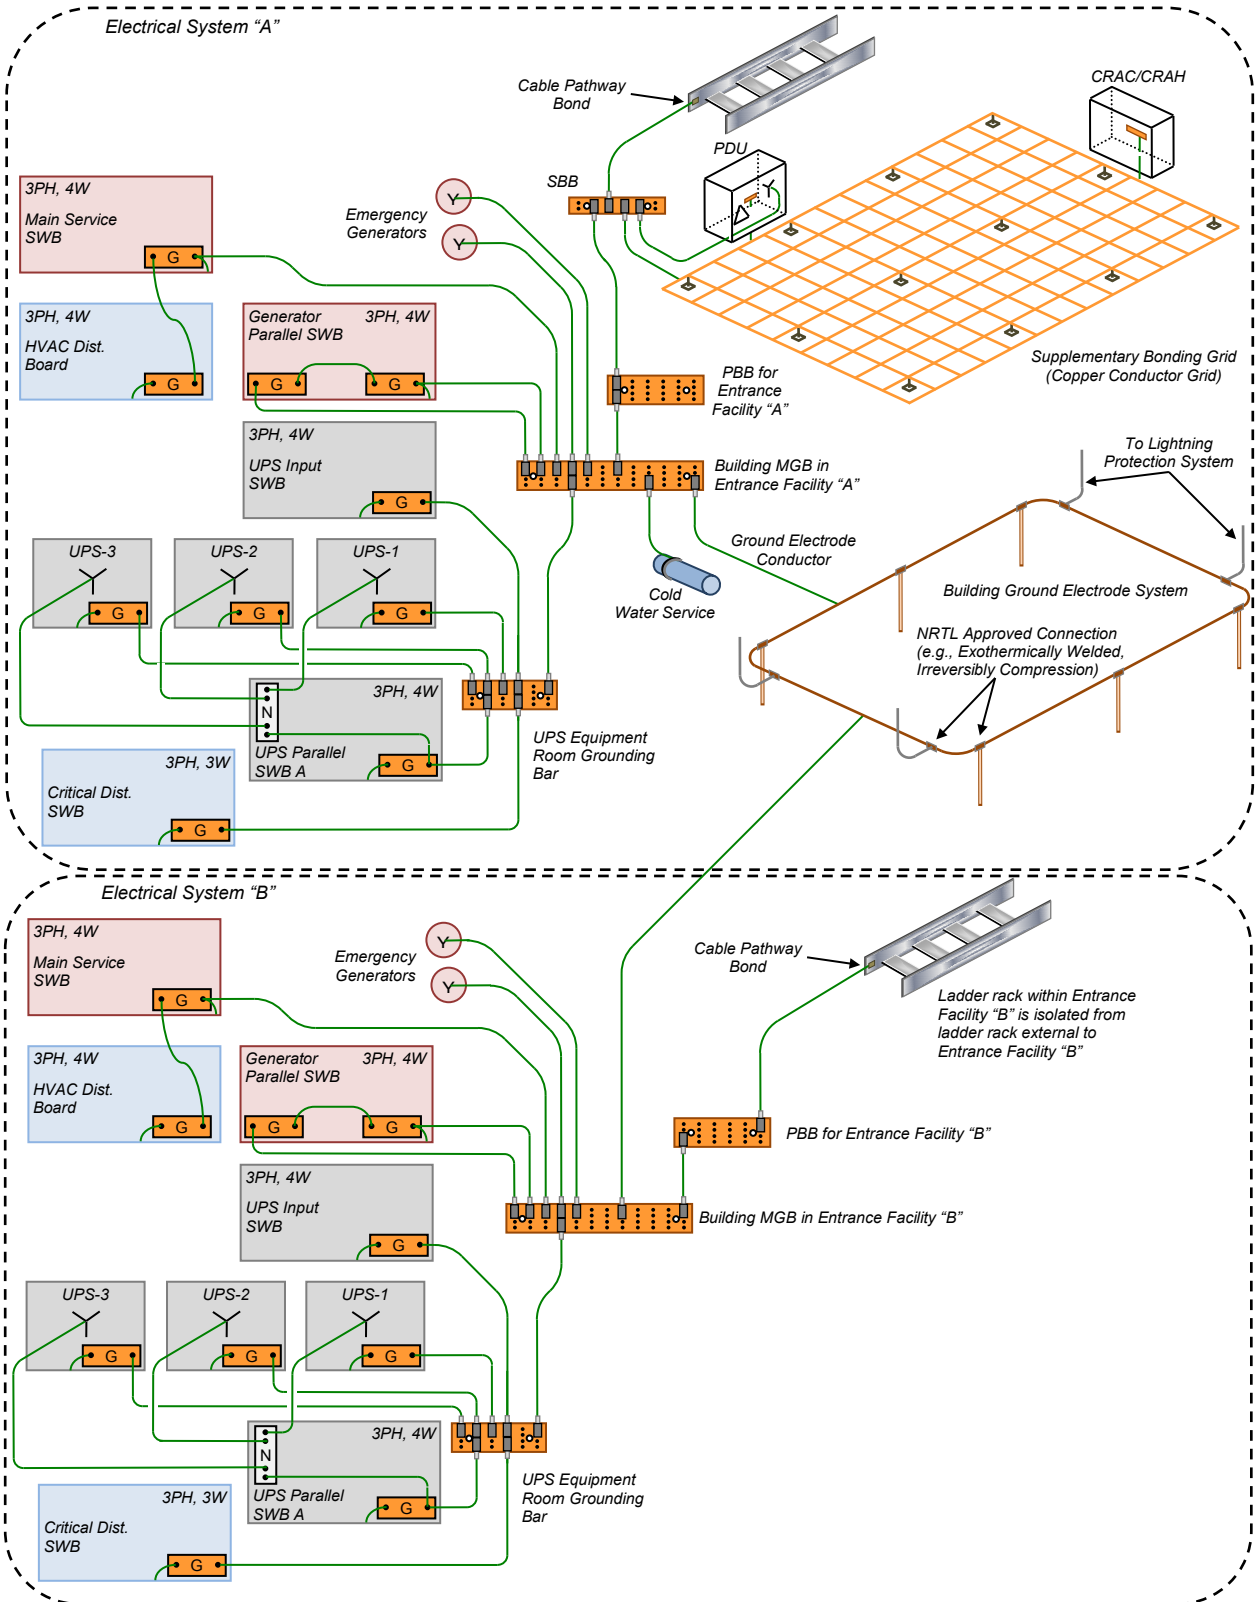 Electrical System “A”
Cable Pathway
Bond
CRAC/CRAH
PDU
SBB
3PH, 4W
Main Service
SWB
G
Emergency
Generators
Y
Y
Y
3PH, 4W
HVAC Dist.
Board
G
Generator
Parallel SWB
3PH, 4W
G
G
Supplementary Bonding Grid
(Copper Conductor Grid)
PBB for
Entrance
Facility “A”
3PH, 4W
UPS Input
SWB
G
Building MGB in
Entrance Facility “A”
To Lightning
Protection System
Ground Electrode
Conductor
Cold
Water Service
Building Ground Electrode System
NRTL Approved Connection
(e.g., Exothermically Welded,
Irreversibly Compression)
UPS-3
G
UPS-2
G
UPS-1
G
3PH, 4W
N
UPS Parallel
SWB A
G
UPS Equipment
Room Grounding
Bar
3PH, 3W
Critical Dist.
SWB
G
Electrical System “B”
3PH, 4W
Main Service
SWB
G
Emergency
Generators
Y
Y
Cable Pathway
Bond
Ladder rack within Entrance
Facility “B” is isolated from
ladder rack external to
Entrance Facility “B”
3PH, 4W
HVAC Dist.
Board
G
Generator
Parallel SWB
3PH, 4W
G
G
PBB for Entrance Facility “B”
3PH, 4W
UPS Input
SWB
G
Building MGB in Entrance Facility “B”
UPS-3
G
UPS-2
G
UPS-1
G
3PH, 4W
N
UPS Parallel
SWB A
G
UPS Equipment
Room Grounding
Bar
3PH, 3W
Critical Dist.
SWB
G